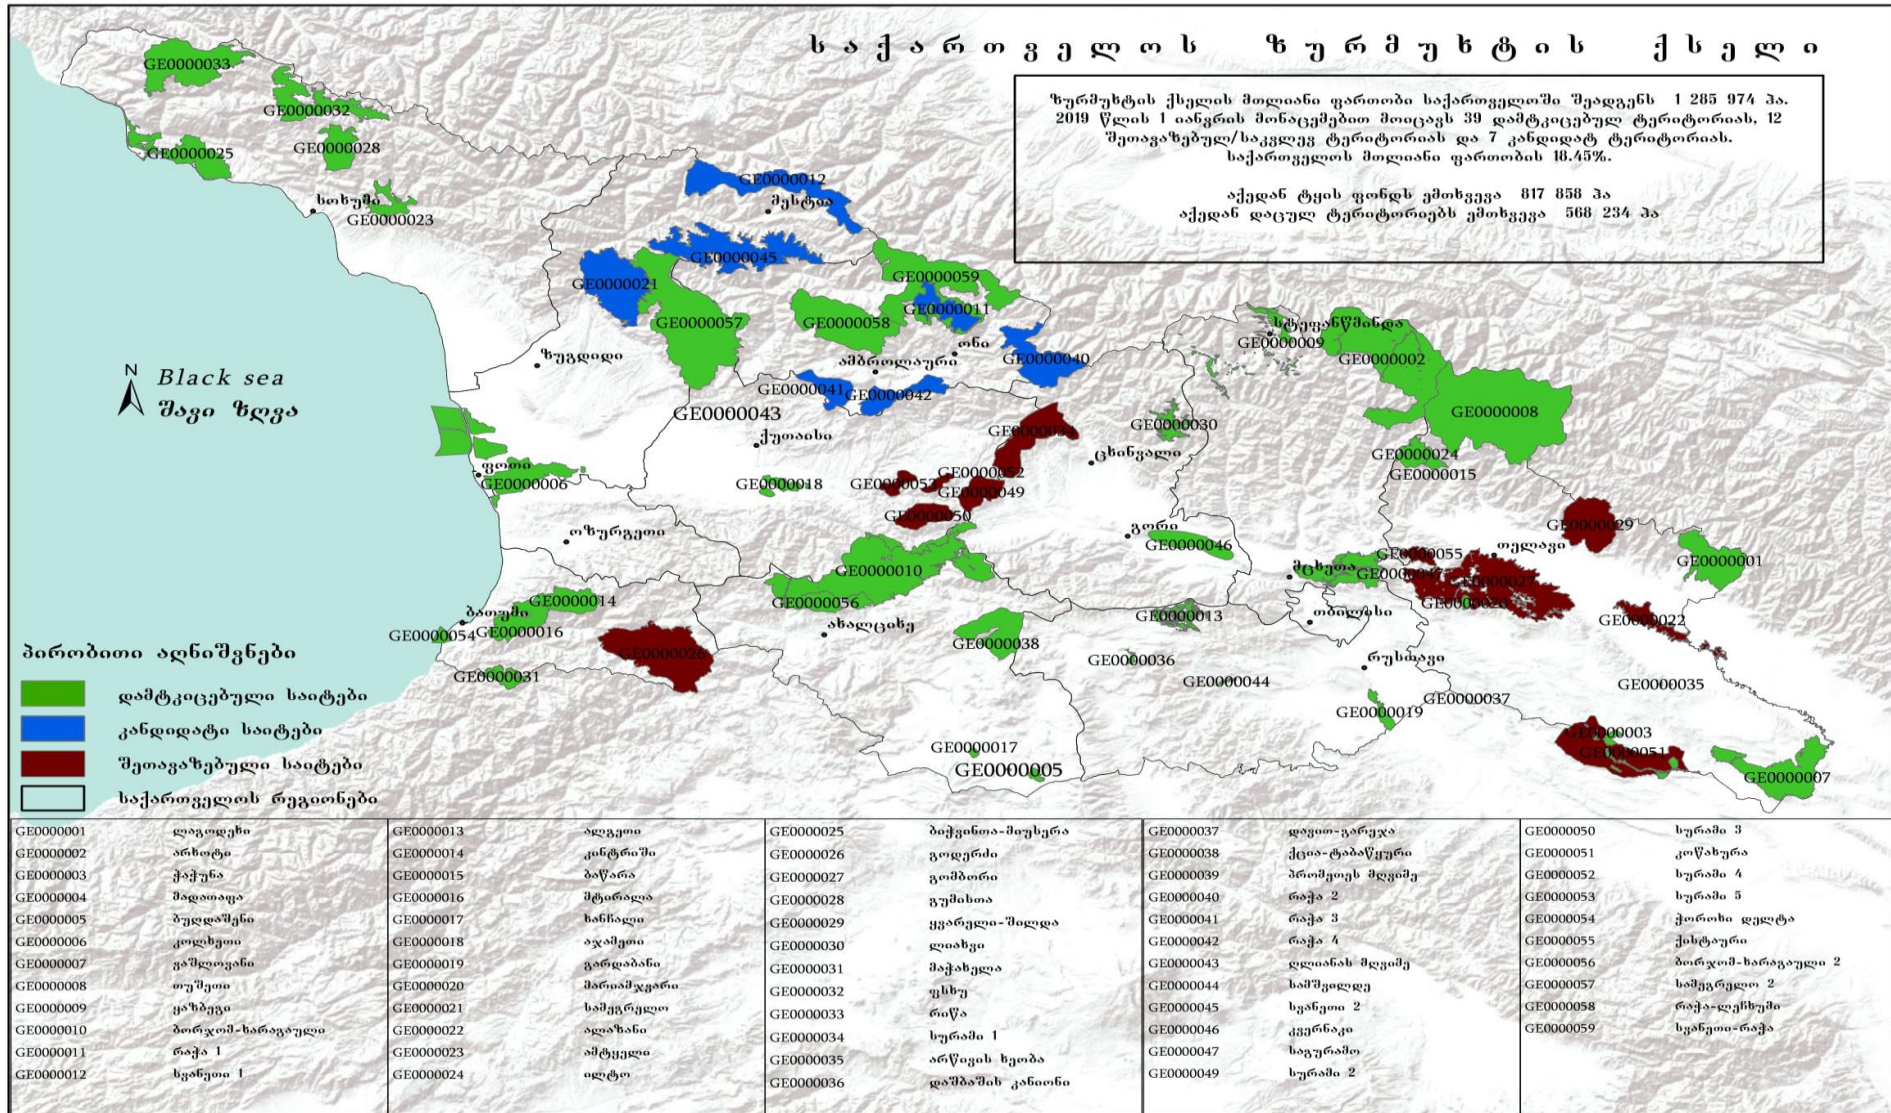 საქართველოს ზურმუხტის ქსელი
ზურმუხტის ქსელის მთლიანი ფართობი საქართველოში შეადგენს 1 285 974 ჰა.
2019 წლის 1 იანვრის მონაცემებით მოიცავს 39 დამტკიცებულ ტერიტორიას, 12
შეთავაზებულ/საკვლევ ტერიტორიას და 7 კანდიდატ ტერიტორიას.
საქართველოს მთლიანი ფართობის 18.45%.
აქედან ტყის ფონდს ემთხვევა 817 858 ჰა
აქედან დაცულ ტერიტორიებს ემთხვევა 568 234 ჰა
GE0000033
GE0000032
GE0000025
GE0000028
სოხუმი
GE0000023
GE0000012
მესტია
GE0000045
GE0000021
GE0000059
GE0000057
GE0000058
GE0000011
ონი
ზუგდიდი
ამბროლაური
GE0000040
სტეფანწმინდა
GE0000009
GE0000002
N
Black sea
შავი ზღვა
GE0000041
GE0000042
GE0000043
ქუთაისი
GE0000034
GE0000030
GE0000008
ცხინვალი
GE0000024
GE0000015
ფოთი
GE0000006
GE0000018
GE0000053
GE0000052
GE0000049
GE0000050
ოზურგეთი
გორი
GE0000046
GE0000029
GE0000055
თელავი
GE0000001
GE0000010
მცხეთა
GE0000047
GE0000027
GE0000020
GE0000056
GE0000014
ბათუმი
GE0000054
GE0000016
ახალციხე
GE0000038
GE0000013
თბილისი
GE0000022
GE0000026
GE0000031
GE0000036
GE0000044
რუსთავი
GE0000035
GE0000037
GE0000019
GE0000017
GE0000005
GE0000003
GE0000051
GE0000007
პირობითი აღნიშვნები
დამტკიცებული საიტები
კანდიდატი საიტები
შეთავაზებული საიტები
საქართველოს რეგიონები
GE0000001 ლაგოდეხი
GE0000002 არხოტი
GE0000003 ჭაჭუნა
GE0000004 მადათაფა
GE0000005 ბუღდაშენი
GE0000006 კოლხეთი
GE0000007 ვაშლოვანი
GE0000008 თუშეთი
GE0000009 ყაზბეგი
GE0000010 ბორჯომ-ხარაგაული
GE0000011 რაჭა 1
GE0000012 სვანეთი 1
GE0000013 ალგეთი
GE0000014 კინტრიში
GE0000015 ბაწარა
GE0000016 მტირალა
GE0000017 ხანჩალი
GE0000018 აჯამეთი
GE0000019 გარდაბანი
GE0000020 მარიამჯვარი
GE0000021 სამეგრელო
GE0000022 ალაზანი
GE0000023 ამტყელი
GE0000024 ილტო
GE0000025 ბიჭვინთა-მიუსერა
GE0000026 გოდერძი
GE0000027 გომბორი
GE0000028 გუმისთა
GE0000029 ყვარელი-შილდა
GE0000030 ლიახვი
GE0000031 მაჭახელა
GE0000032 ფსხუ
GE0000033 რიწა
GE0000034 სურამი 1
GE0000035 არწივის ხეობა
GE0000036 დაშბაშის კანიონი
GE0000037 დავით-გარეჯა
GE0000038 ქცია-ტაბაწყური
GE0000039 პრომეთეს მღვიმე
GE0000040 რაჭა 2
GE0000041 რაჭა 3
GE0000042 რაჭა 4
GE0000043 ღლიანას მღვიმე
GE0000044 სამშვილდე
GE0000045 სვანეთი 2
GE0000046 კვერნაკი
GE0000047 საგურამო
GE0000049 სურამი 2
GE0000050 სურამი 3
GE0000051 კოწახურა
GE0000052 სურამი 4
GE0000053 სურამი 5
GE0000054 ჭოროხი დელტა
GE0000055 ქისტაური
GE0000056 ბორჯომ-ხარაგაული 2
GE0000057 სამეგრელო 2
GE0000058 რაჭა-ლეჩხუმი
GE0000059 სვანეთი-რაჭა